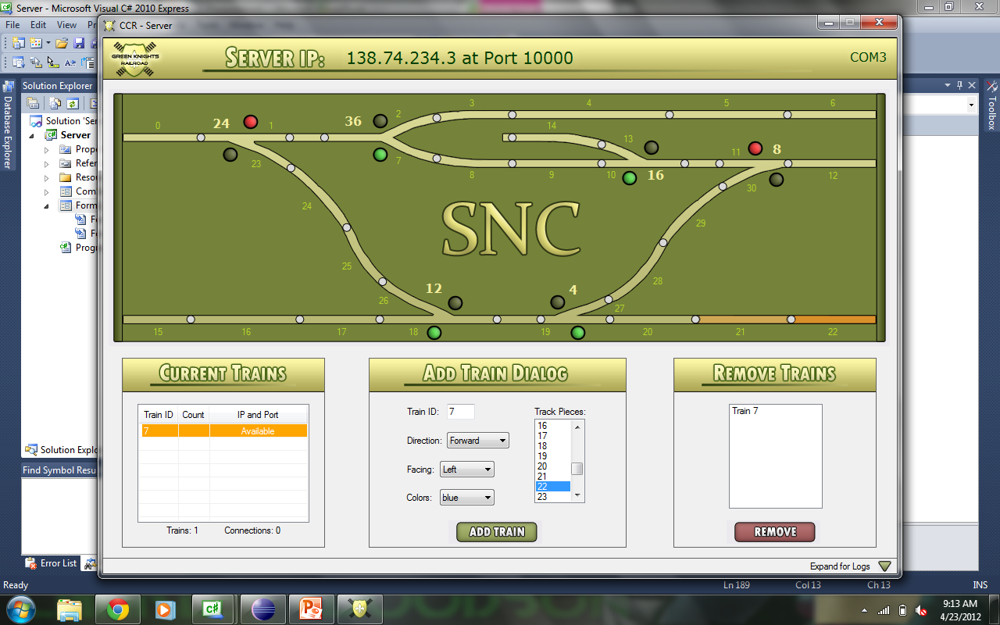 Server - Microsoft Visual C# 2010 Express
File Edit View
CCR - Server
GREEN KNIGHTS
RAILROAD
SERVER IP: 138.74.234.3 at Port 10000
COM3
Database Explorer
Solution Explorer
Toolbox
Solution 'Ser
Server
Prope
Refer
Resou
Com
Form
Fo
Fo
Progr
Solution Explo
Find Symbol Resu
3 4 5 6
24 36 2
0 1 14
13
11 8
23 7 8 9 10 16 30 12
24 SNC 29
25 28
12 4
26 27
15 16 17 18 19 20 21 22
CURRENT TRAINS
Train ID Count IP and Port
7 Available
Trains: 1 Connections: 0
ADD TRAIN DIALOG
Train ID: 7
Direction: Forward
Facing: Left
Colors: blue
Track Pieces:
16
17
18
19
20
21
22
23
ADD TRAIN
REMOVE TRAINS
Train 7
REMOVE
Expand for Logs
Error List
Ready Ln 189 Col 13 Ch 13 INS
9:13 AM
4/23/2012